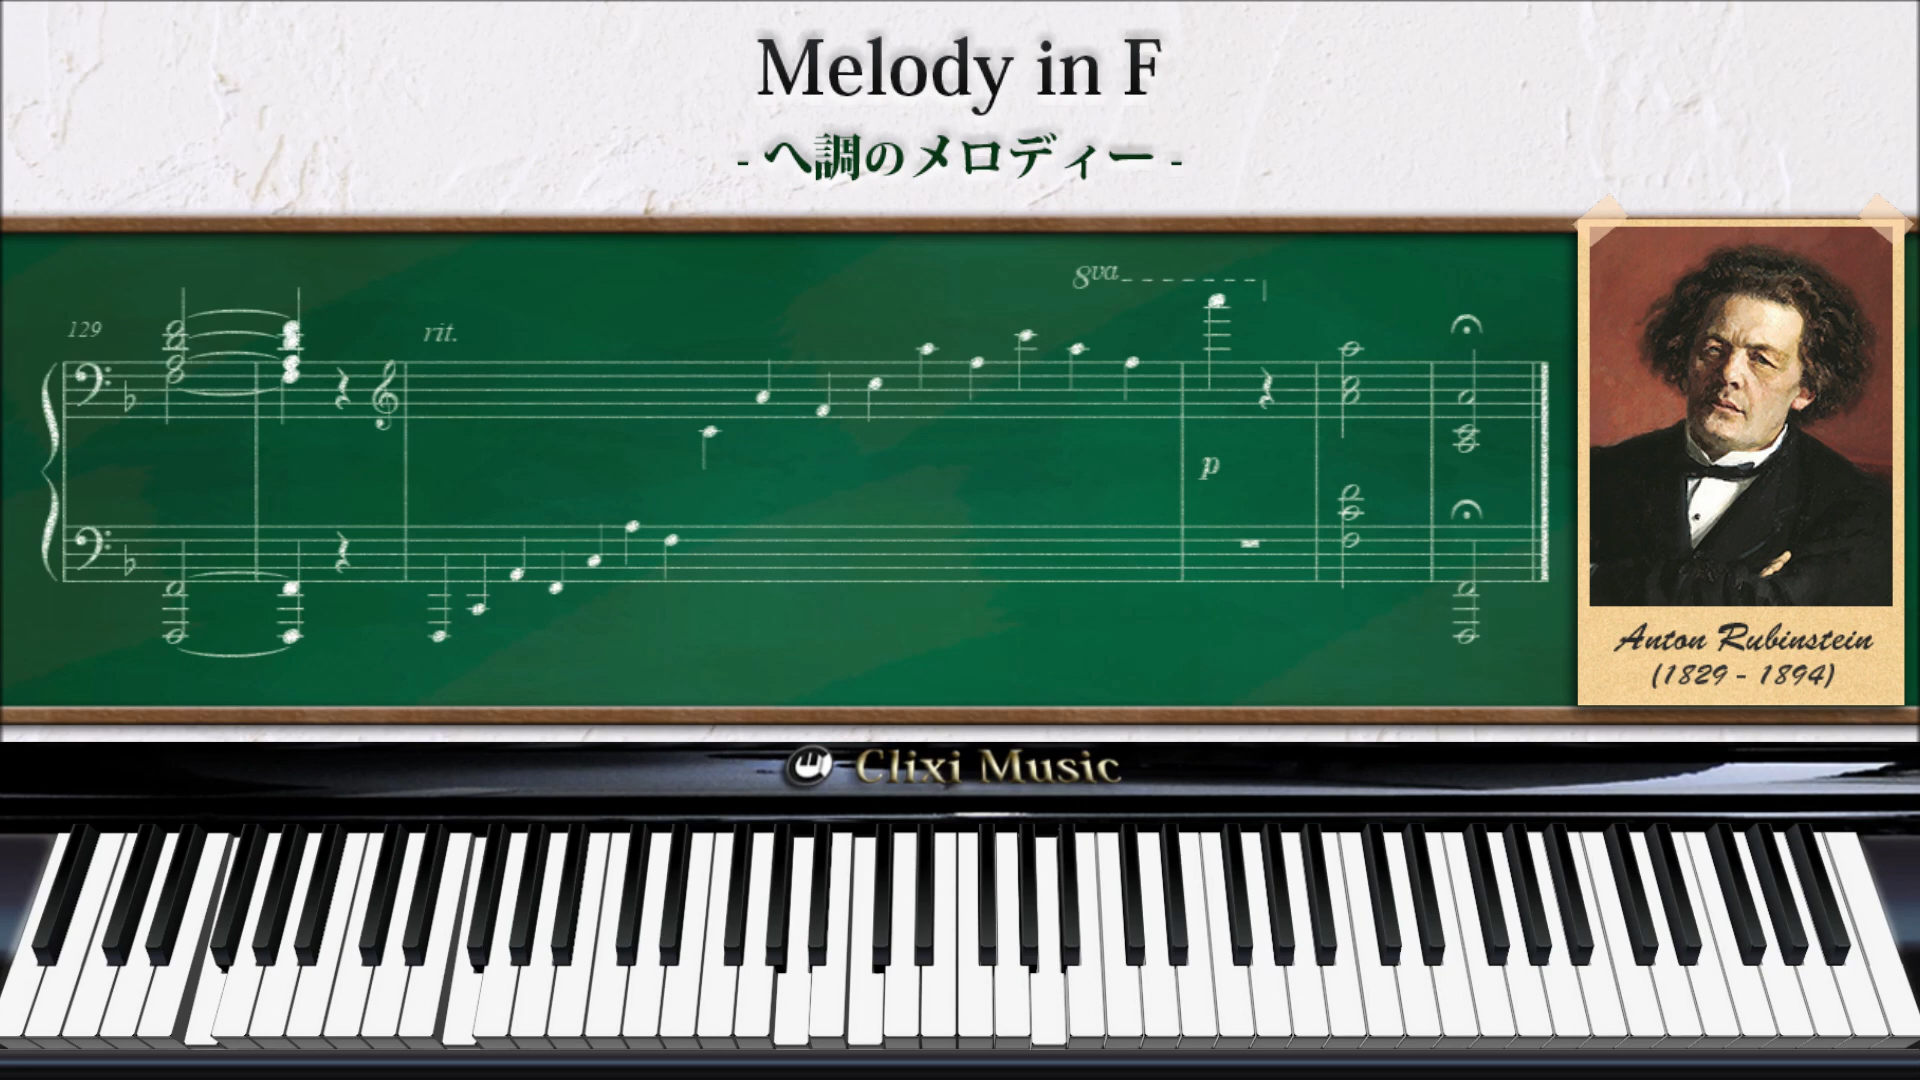 Melody in F
- ヘ調のメロディー -
8va
129
rit.
p
Anton Rubinstein
(1829 - 1894)
Clixi Music